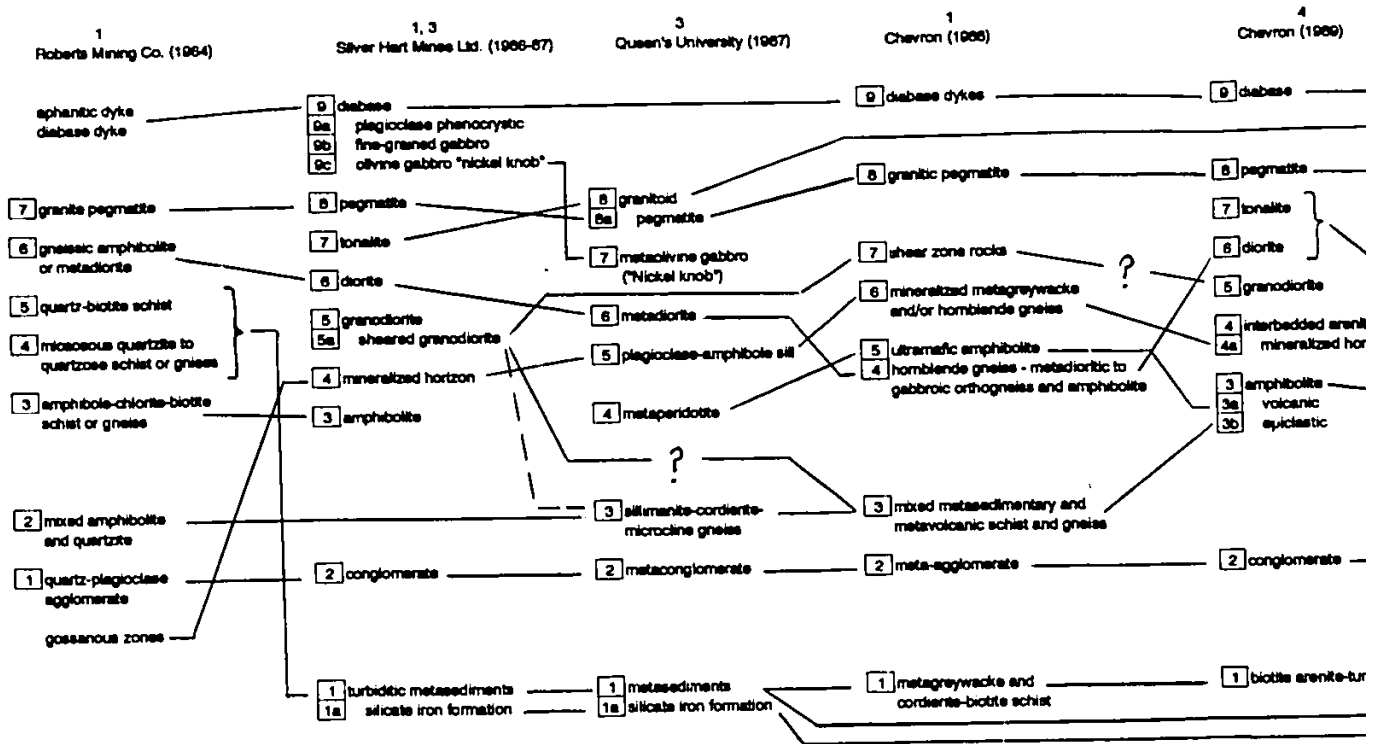 1
Roberts Mining Co. (1964)
aphanitic dyke
diabase dyke
7 granite pegmatite
6 gneissic amphibolite
or metadiorite
5 quartz-biotite schist
4 micaceous quartzite to
quartzose schist or gneiss
3 amphibole-chlorite-biotite
schist or gneiss
2 mixed amphibolite
and quartzite
1 quartz-plagioclase
agglomerate
gossanous zones
1, 3
Silver Hart Mines Ltd. (1966-67)
9 diabase
9a plagioclase phenocrystic
9b fine-grained gabbro
9c olivine gabbro "nickel knob"
8 pegmatite
7 tonalite
6 diorite
5 granodiorite
5a sheared granodiorite
4 mineralized horizon
3 amphibolite
2 conglomerate
1 turbiditic metasediments
1a silicate iron formation
3
Queen's University (1967)
8 granitoid
8a pegmatite
7 metaolivine gabbro
("Nickel knob")
6 metadiorite
5 plagioclase-amphibole sill
4 metaperidotite
?
3 sillimanite-cordierite-
microcline gneiss
2 metaconglomerate
1 metasediments
1a silicate iron formation
1
Chevron (1988)
9 diabase dykes
8 granitic pegmatite
7 shear zone rocks
?
6 mineralized metagreywacke
and/or hornblende gneiss
5 ultramafic amphibolite
4 hornblende gneiss - metadioritic to
gabbroic orthogneiss and amphibolite
3 mixed metasedimentary and
metavolcanic schist and gneiss
2 meta-agglomerate
1 metagreywacke and
cordierite-biotite schist
4
Chevron (1989)
9 diabase
8 pegmatite
7 tonalite
6 diorite
5 granodiorite
4 interbedded arenit
4a mineralized hor
3 amphibolite
3a volcanic
3b epiclastic
2 conglomerate
1 biotite arenite-tur